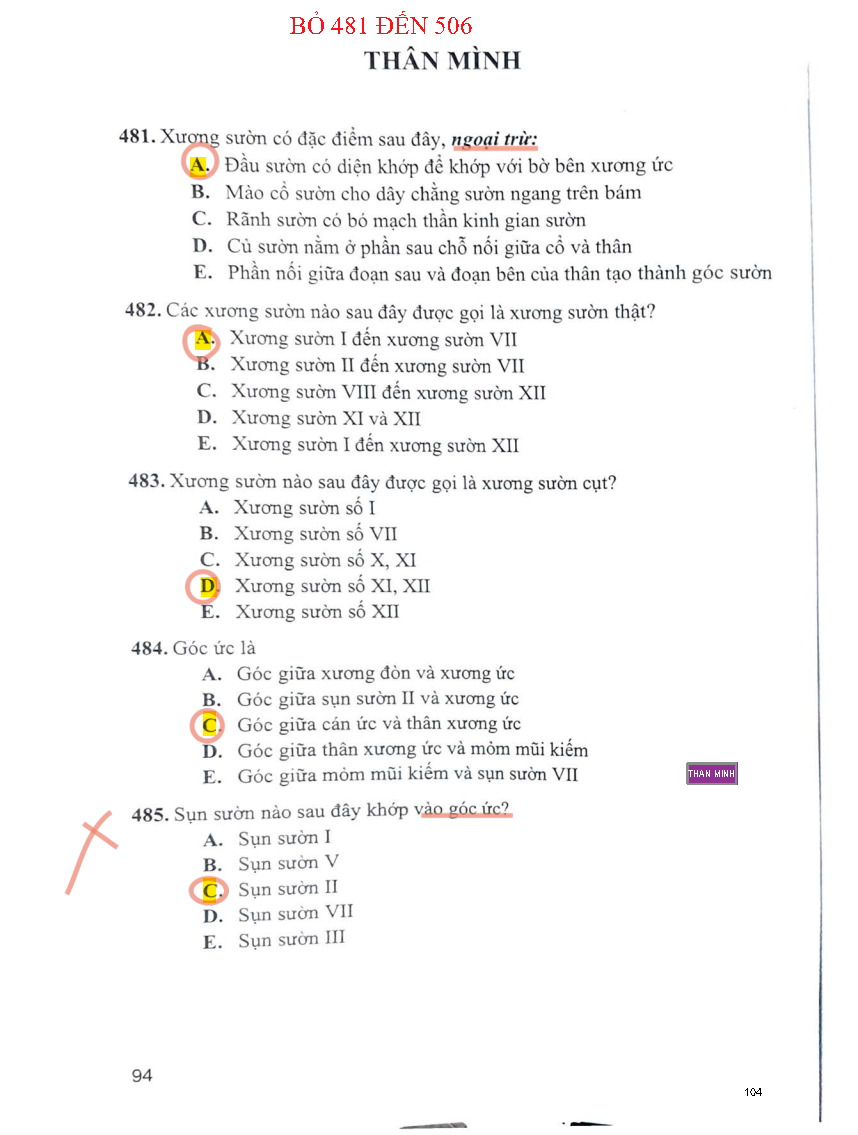 BỎ 481 ĐẾN 506
THÂN MÌNH
481. Xương sườn có đặc điểm sau đây, ngoại trừ:
A. Đầu sườn có diện khớp để khớp với bờ bên xương ức
B. Mào cổ sườn cho dây chằng sườn ngang trên bám
C. Rãnh sườn có bó mạch thần kinh gian sườn
D. Củ sườn nằm ở phần sau chỗ nối giữa cổ và thân
E. Phần nối giữa đoạn sau và đoạn bên của thân tạo thành góc sườn
482. Các xương sườn nào sau đây được gọi là xương sườn thật?
A. Xương sườn I đến xương sườn VII
B. Xương sườn II đến xương sườn VII
C. Xương sườn VIII đến xương sườn XII
D. Xương sườn XI và XII
E. Xương sườn I đến xương sườn XII
483. Xương sườn nào sau đây được gọi là xương sườn cụt?
A. Xương sườn số I
B. Xương sườn số VII
C. Xương sườn số X, XI
D. Xương sườn số XI, XII
E. Xương sườn số XII
484. Góc ức là
A. Góc giữa xương đòn và xương ức
B. Góc giữa sụn sườn II và xương ức
C. Góc giữa cán ức và thân xương ức
D. Góc giữa thân xương ức và mỏm mũi kiếm
E. Góc giữa mỏm mũi kiếm và sụn sườn VII
THAN MINH
485. Sụn sườn nào sau đây khớp vào góc ức?
A. Sụn sườn I
B. Sụn sườn V
C. Sụn sườn II
D. Sụn sườn VII
E. Sụn sườn III
94
104